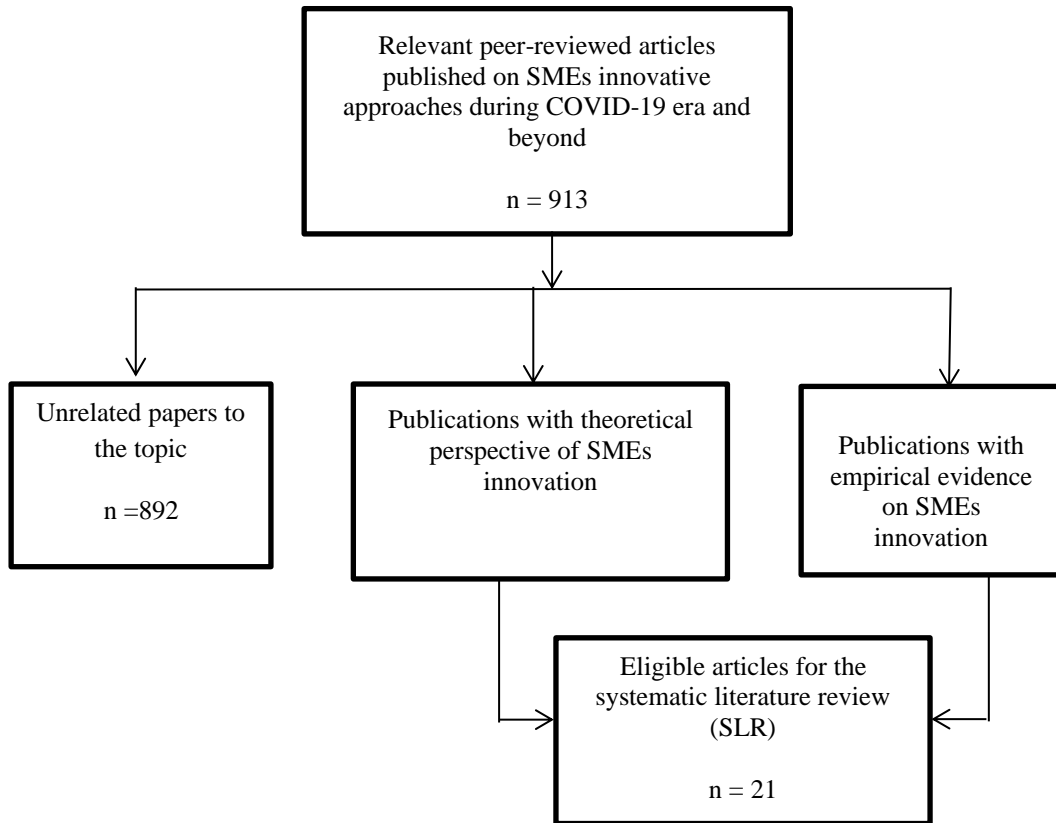 Relevant peer-reviewed articles
published on SMEs innovative
approaches during COVID-19 era and
beyond
n = 913
Unrelated papers to
the topic
n =892
Publications with theoretical
perspective of SMEs
innovation
Publications with
empirical evidence
on SMEs
innovation
Eligible articles for the
systematic literature review
(SLR)
n = 21